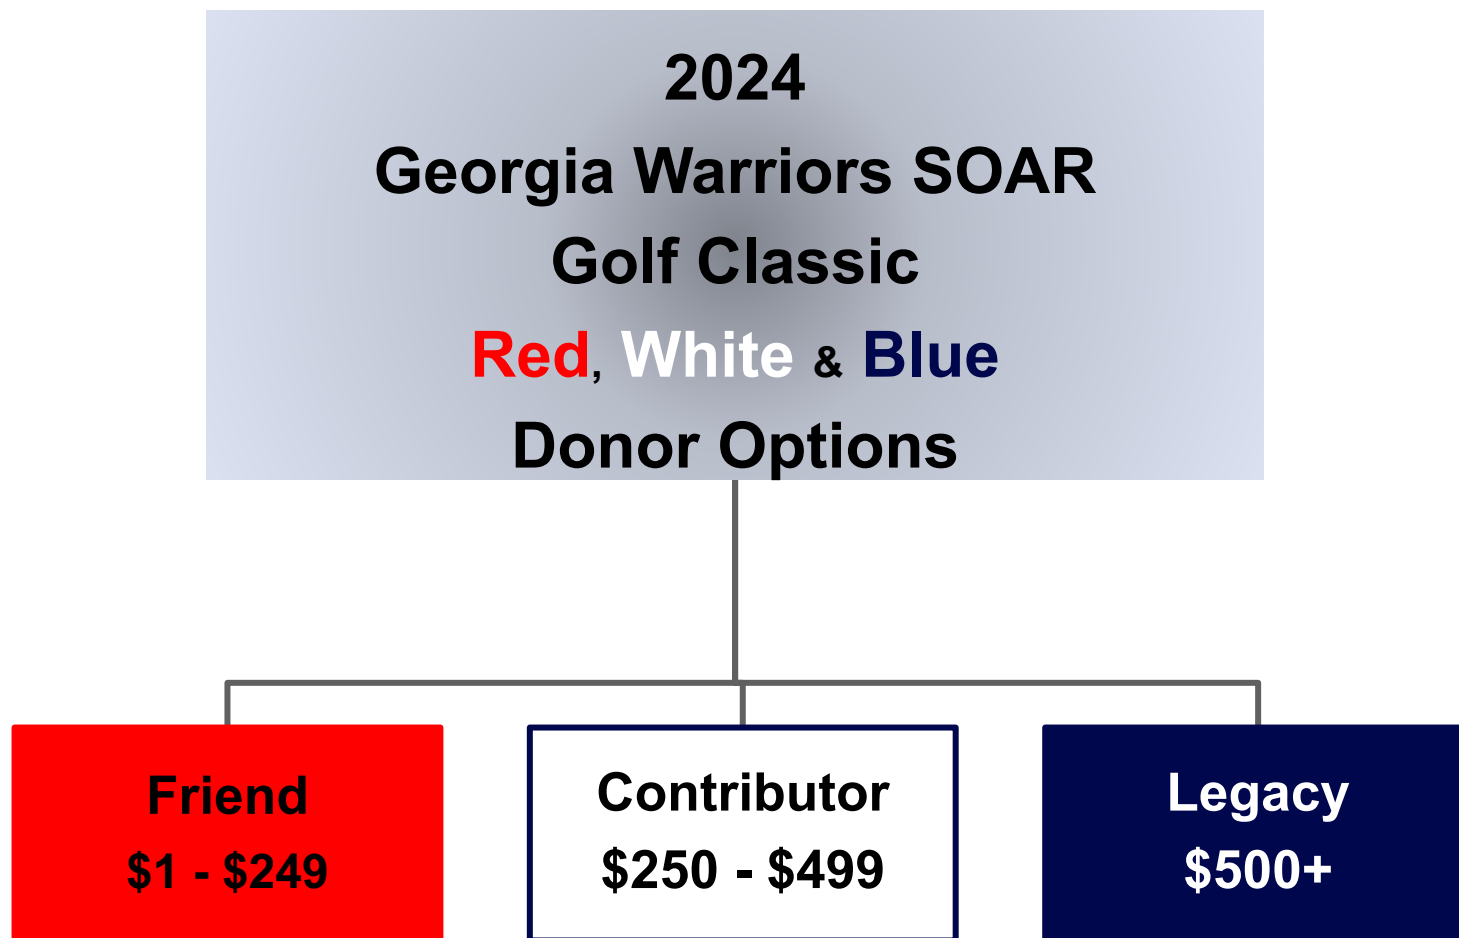 2024
Georgia Warriors SOAR
Golf Classic
Red, White & Blue
Donor Options
Friend
$1 - $249
Contributor
$250 - $499
Legacy
$500+